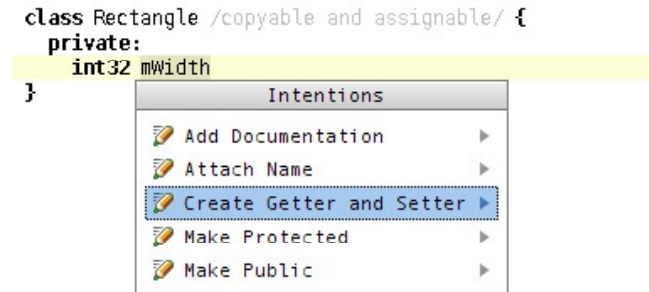 class Rectangle /copyable and assignable/ {
private:
int32 mWidth
}
Intentions
Add Documentation
Attach Name
Create Getter and Setter
Make Protected
Make Public